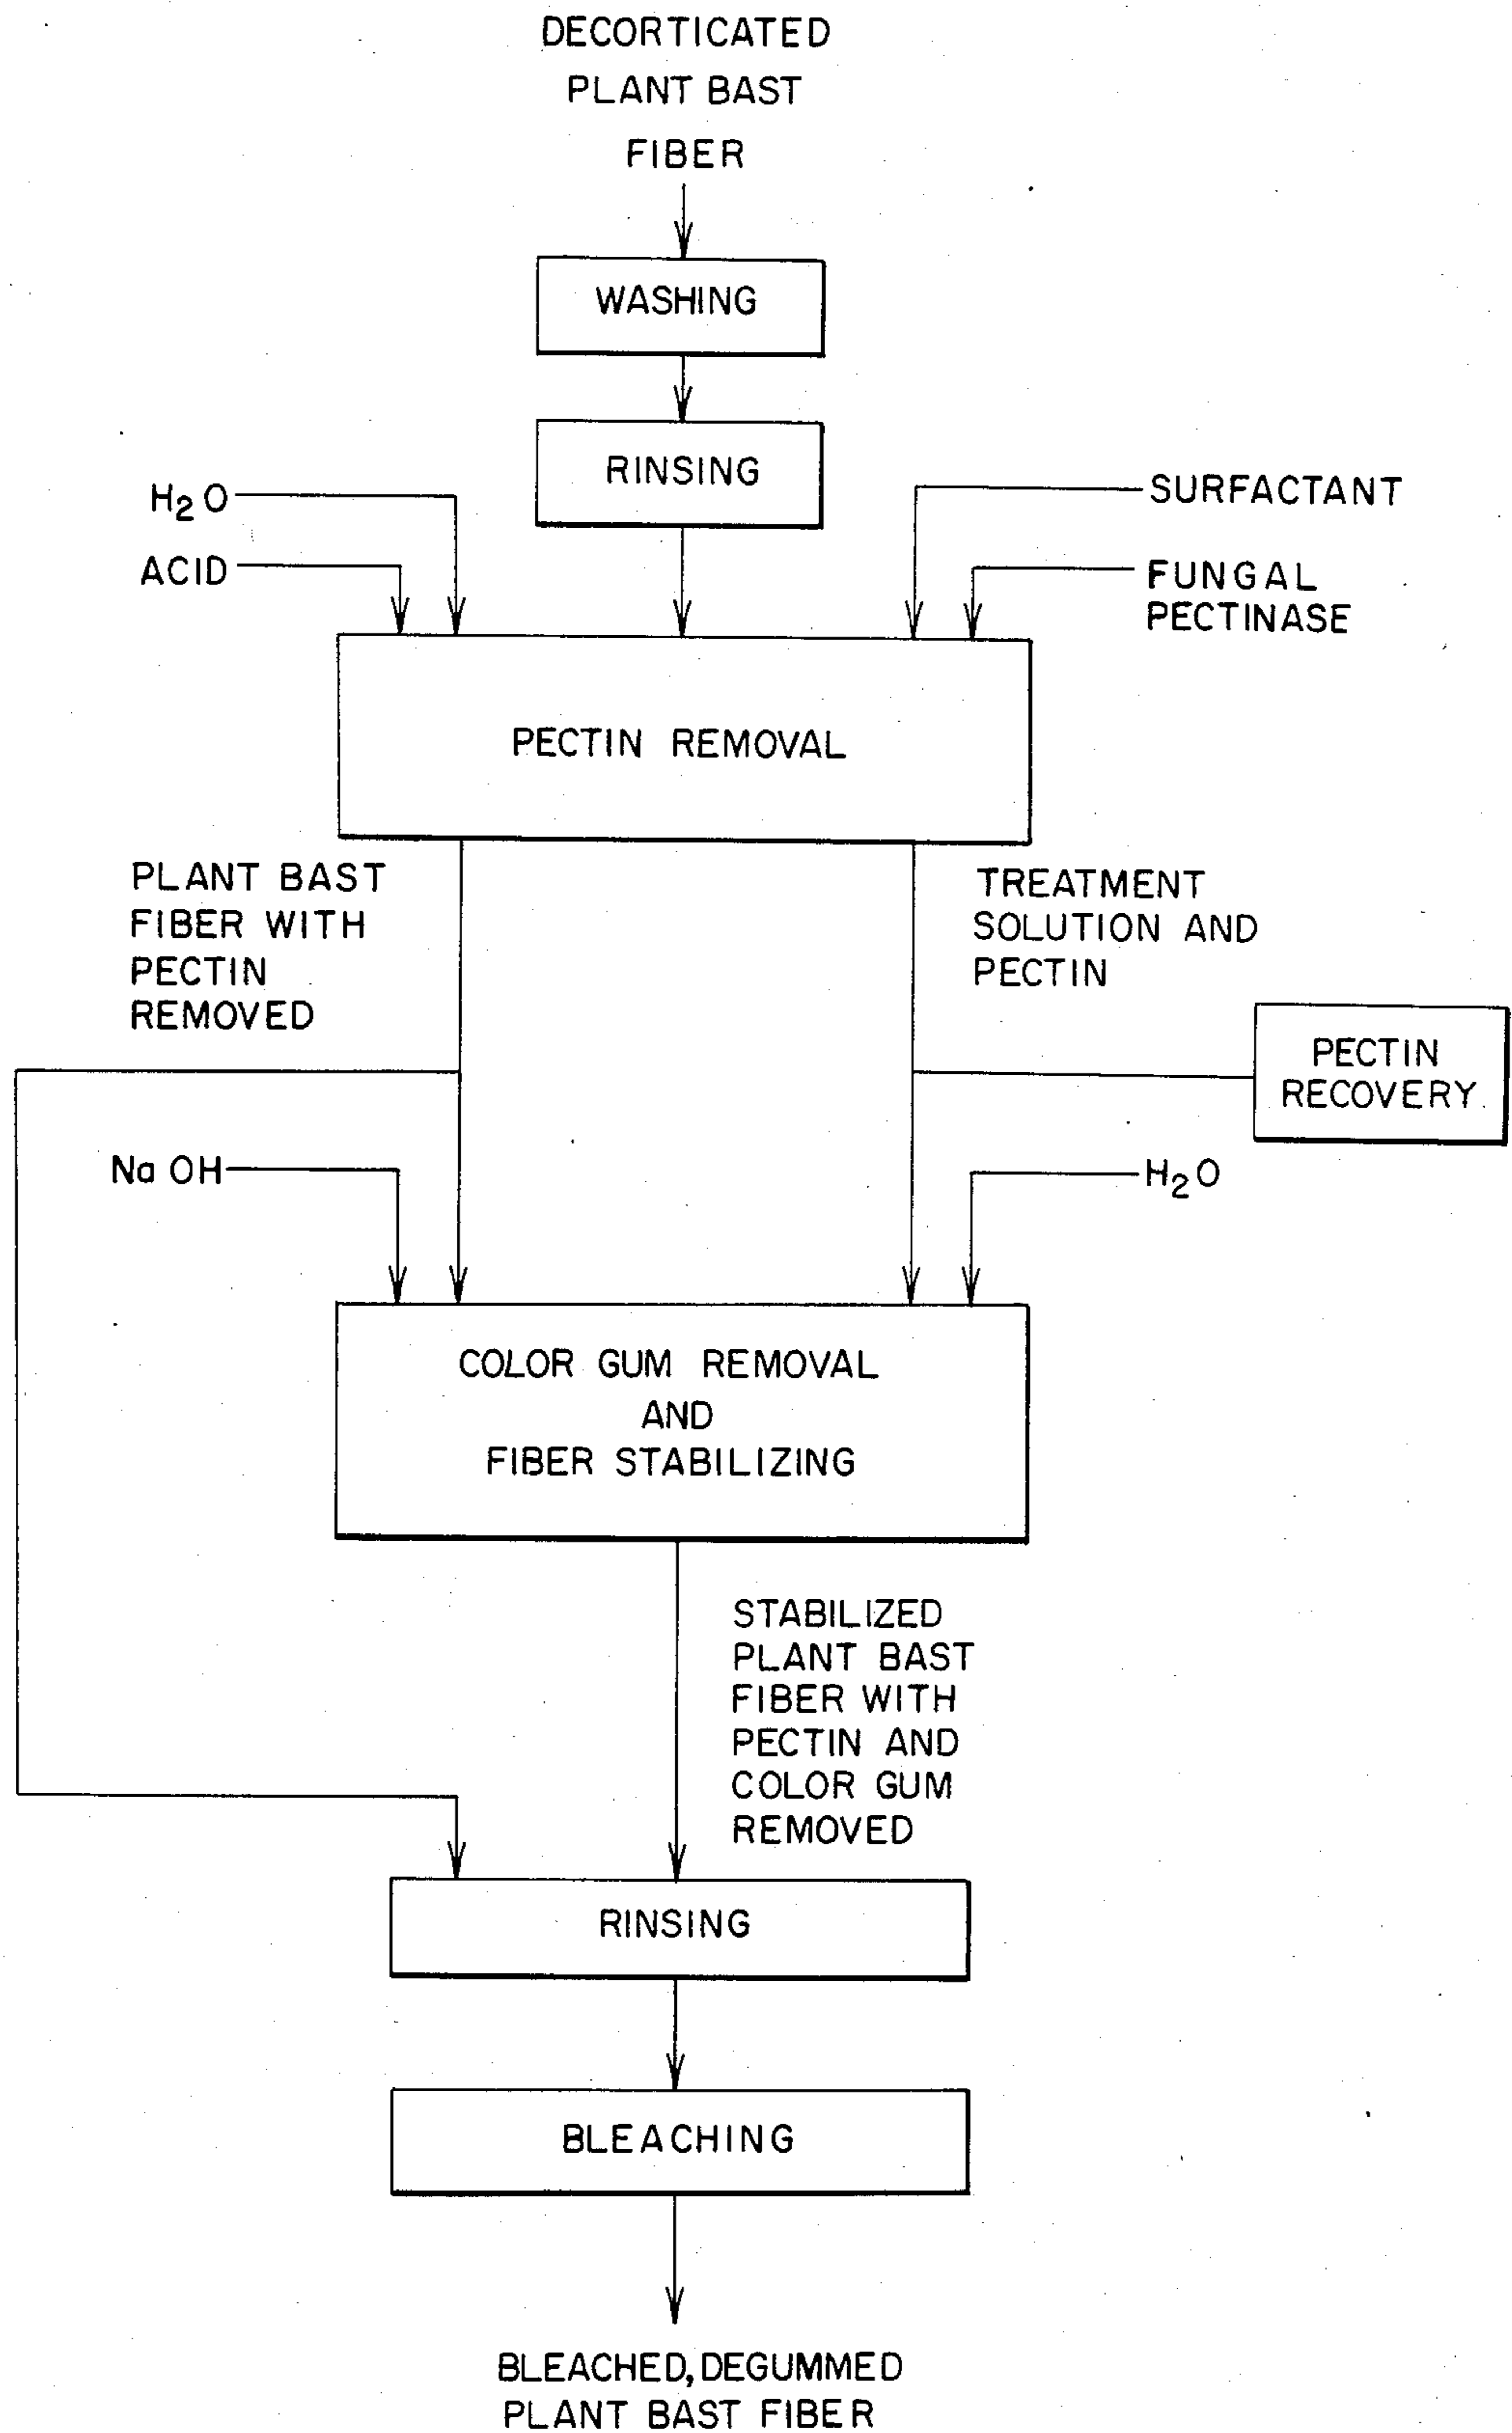 DECORTICATED
PLANT BAST
FIBER
WASHING
RINSING
H₂O
ACID
SURFACTANT
FUNGAL
PECTINASE
PECTIN REMOVAL
PLANT BAST
FIBER WITH
PECTIN
REMOVED
TREATMENT
SOLUTION AND
PECTIN
PECTIN
RECOVERY
Na OH
H₂O
COLOR GUM REMOVAL
AND
FIBER STABILIZING
STABILIZED
PLANT BAST
FIBER WITH
PECTIN AND
COLOR GUM
REMOVED
RINSING
BLEACHING
BLEACHED, DEGUMMED
PLANT BAST FIBER